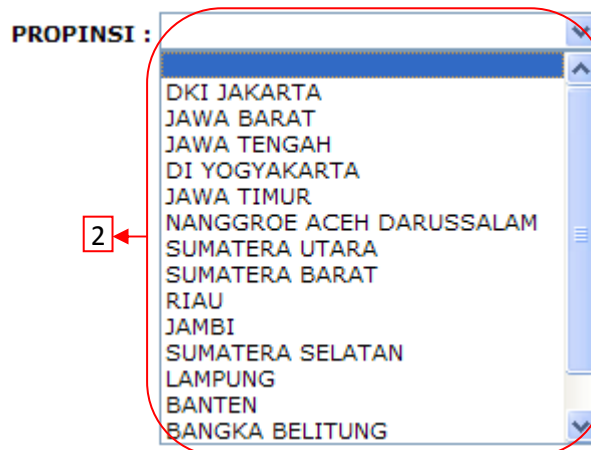 PROPINSI :
DKI JAKARTA
JAWA BARAT
JAWA TENGAH
DI YOGYAKARTA
JAWA TIMUR
NANGGROE ACEH DARUSSALAM
2
SUMATERA UTARA
SUMATERA BARAT
RIAU
JAMBI
SUMATERA SELATAN
LAMPUNG
BANTEN
BANGKA BELITUNG